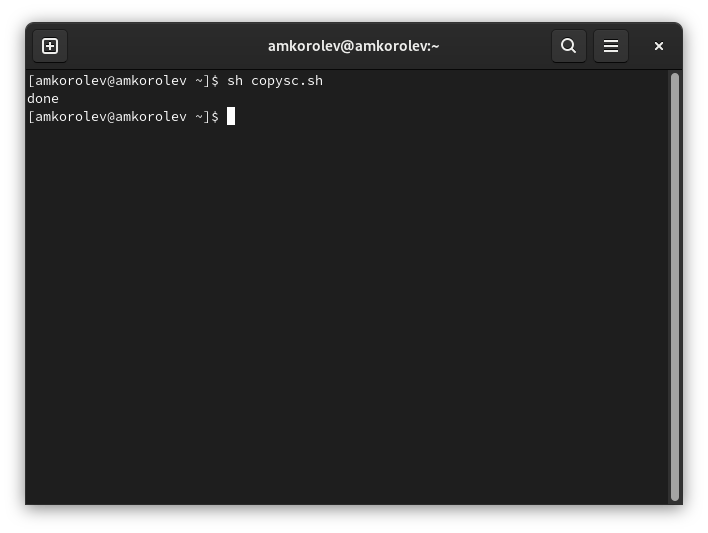 amkorolev@amkorolev:~
[amkorolev@amkorolev ~]$ sh copysc.sh
done
[amkorolev@amkorolev ~]$